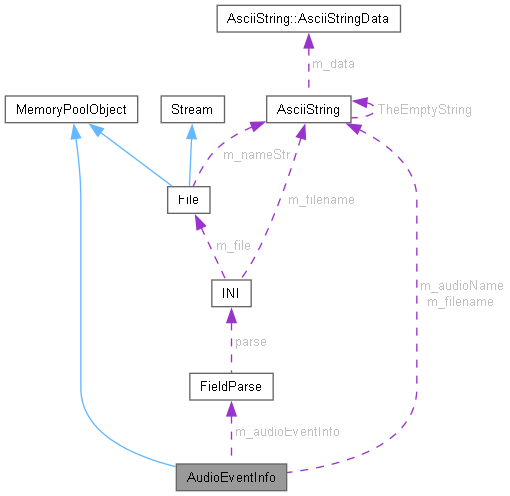 AsciiString::AsciiStringData
m_data
MemoryPoolObject
Stream
AsciiString
TheEmptyString
m_nameStr
File
m_filename
m_file
INI
m_audioName
m_filename
parse
FieldParse
m_audioEventInfo
AudioEventInfo